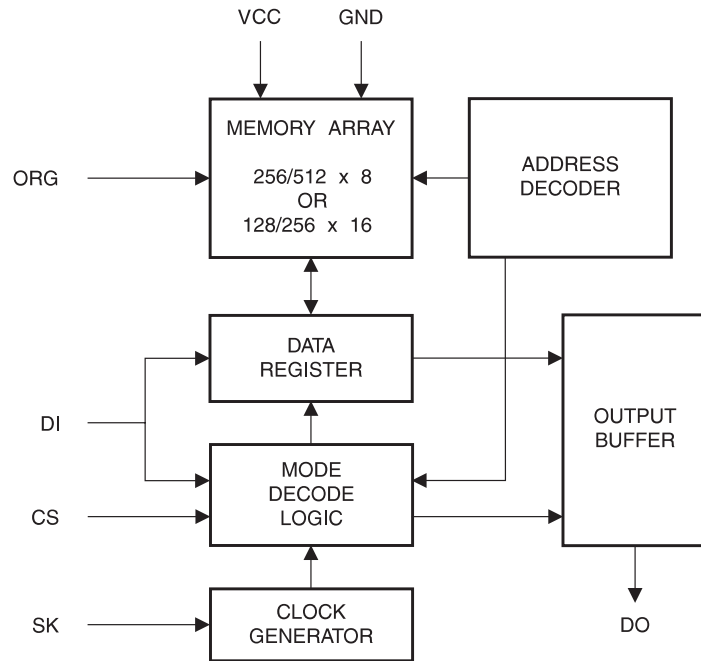 VCC
GND
MEMORY ARRAY
256/512 x 8
OR
128/256 x 16
ADDRESS
DECODER
ORG
DATA
REGISTER
OUTPUT
BUFFER
DI
MODE
DECODE
LOGIC
CS
CLOCK
GENERATOR
SK
DO